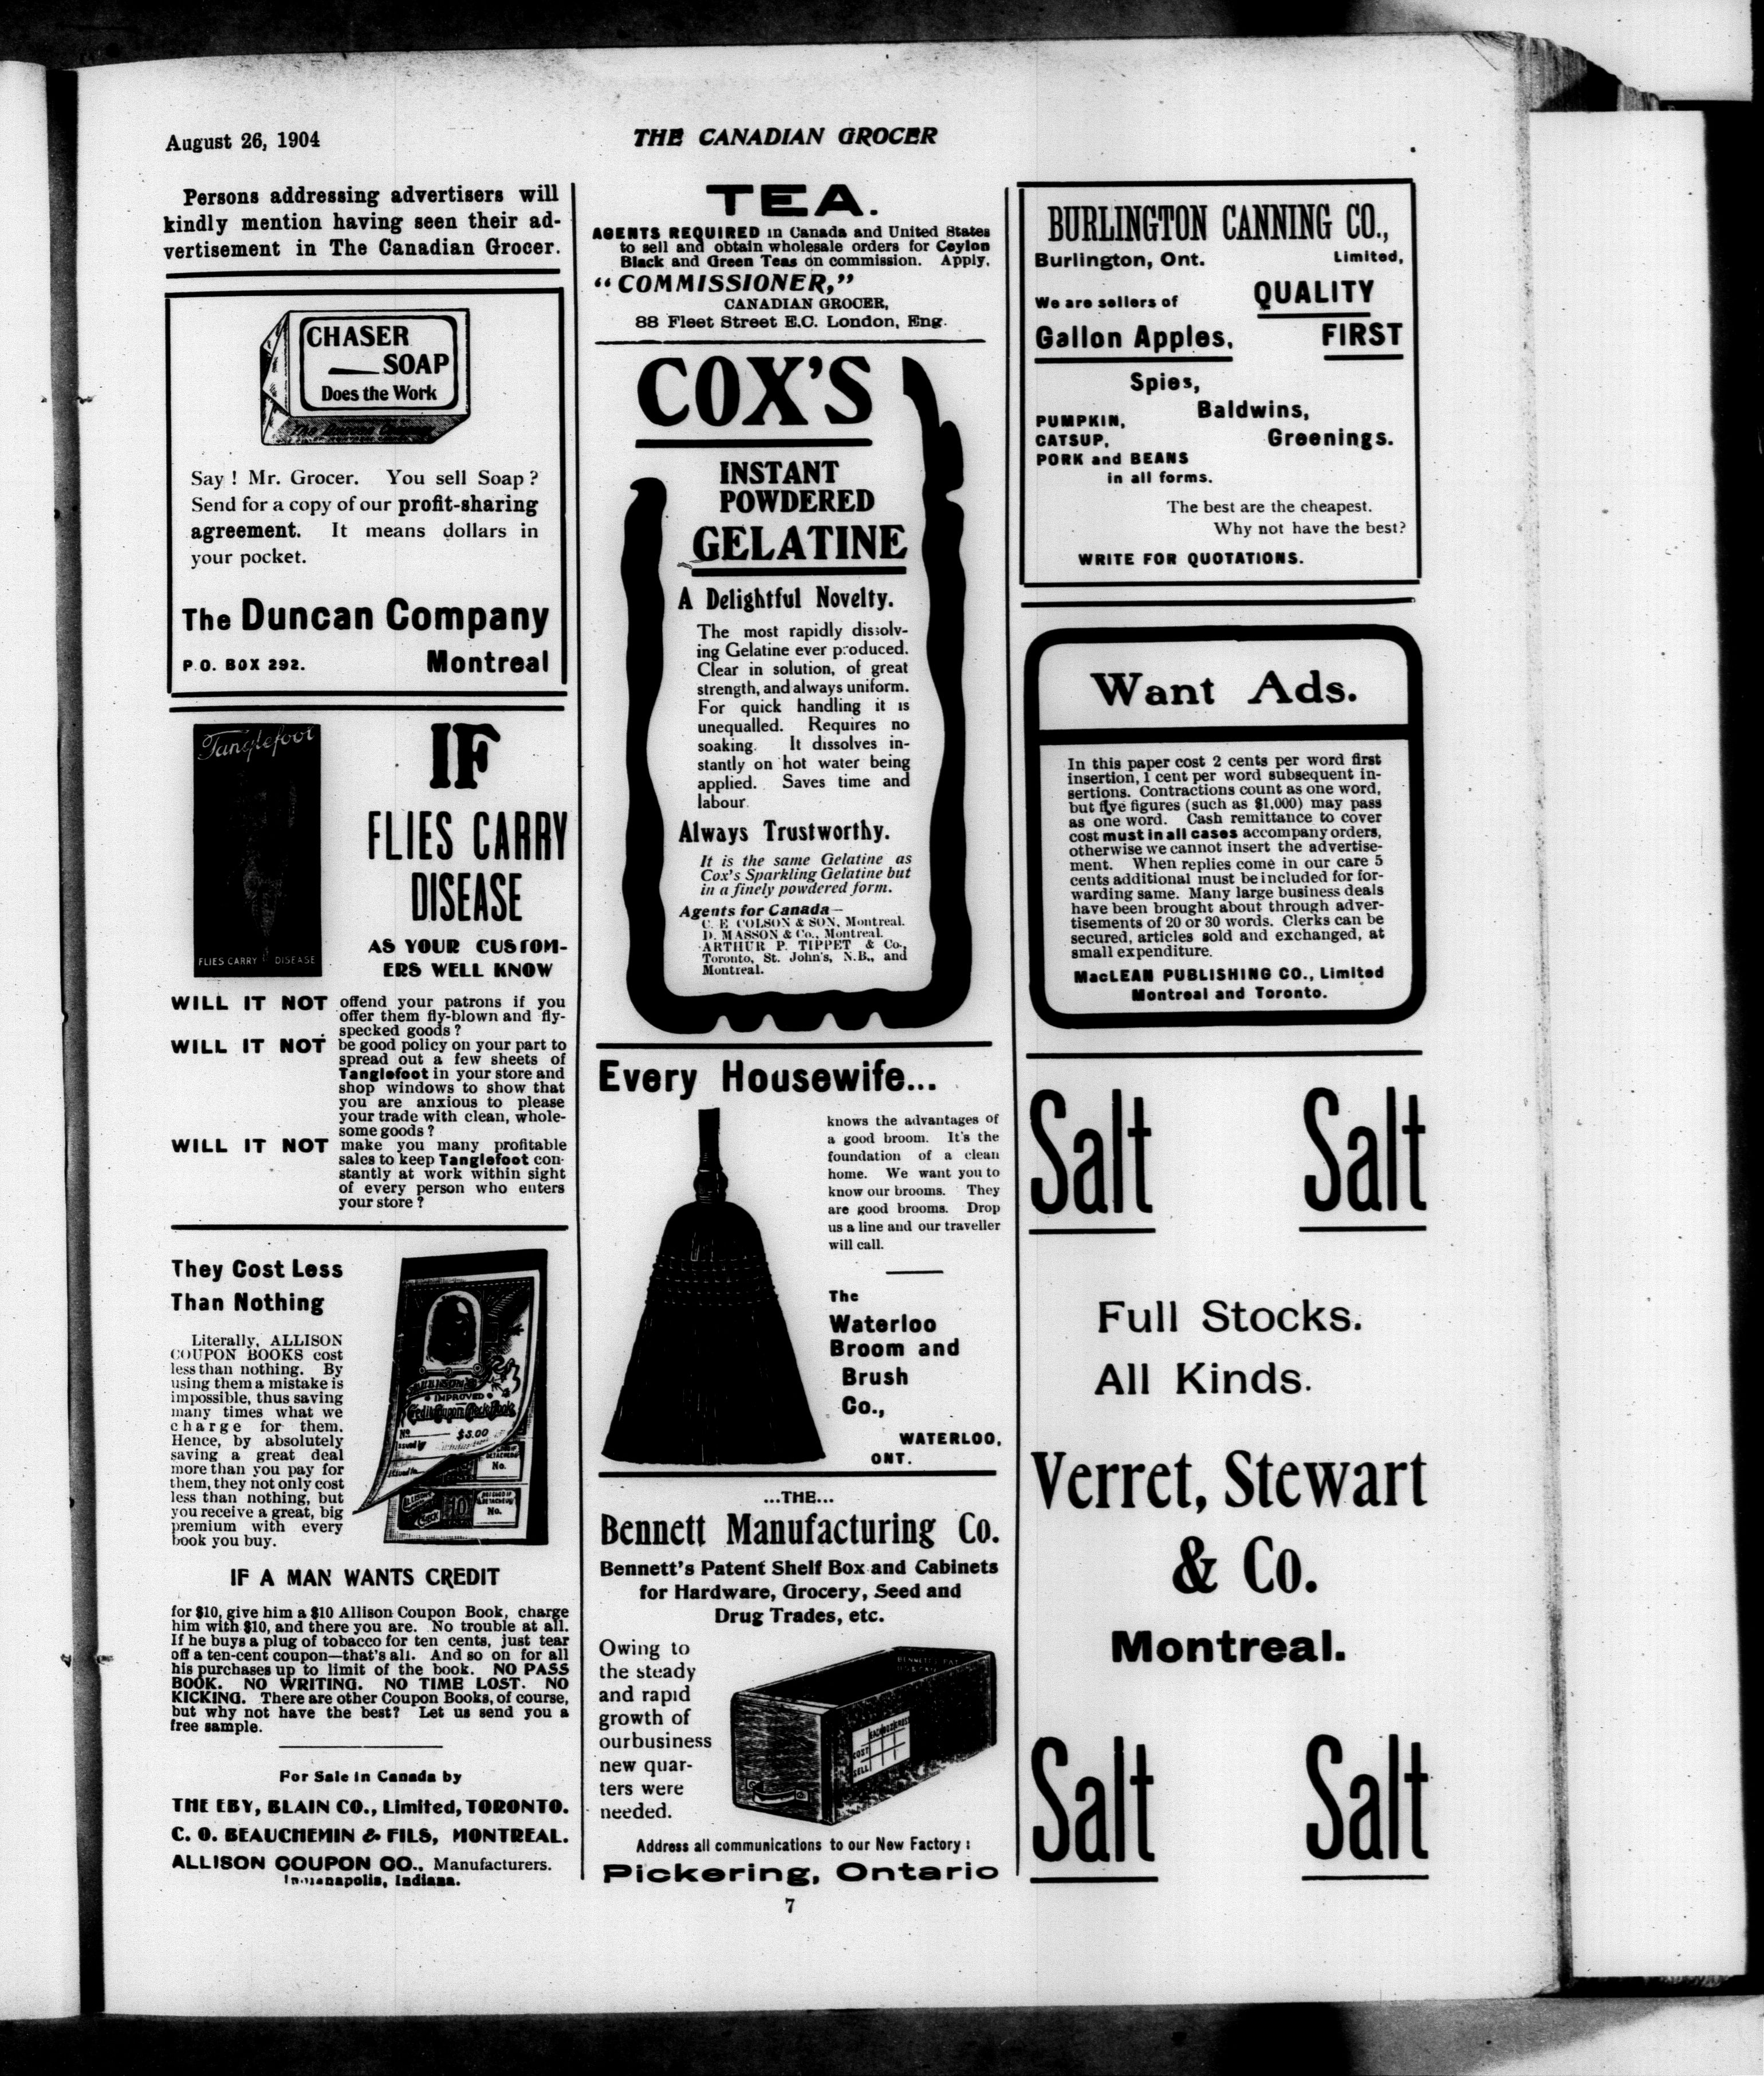 August 26, 1904
THE CANADIAN GROCER
Persons addressing advertisers will
kindly mention having seen their ad-
vertisement in The Canadian Grocer.
CHASER
SOAP
Does the Work
The Duncan Company
Say! Mr. Grocer. You sell Soap?
Send for a copy of our profit-sharing
agreement. It means dollars in
your pocket.
The Duncan Company
P.O. BOX 292. Montreal
Tanglefoot
FLIES CARRY DISEASE
IF
FLIES CARRY
DISEASE
AS YOUR CUSTOM-
ERS WELL KNOW
WILL IT NOT offend your patrons if you
offer them fly-blown and fly-
specked goods?
WILL IT NOT be good policy on your part to
spread out a few sheets of
Tanglefoot in your store and
shop windows to show that
you are anxious to please
your trade with clean, whole-
some goods?
WILL IT NOT make you many profitable
sales to keep Tanglefoot con-
stantly at work within sight
of every person who enters
your store?
They Cost Less
Than Nothing
Literally, ALLISON
COUPON BOOKS cost
less than nothing. By
using them a mistake is
impossible, thus saving
many times what we
charge for them.
Hence, by absolutely
saving a great deal
more than you pay for
them, they not only cost
less than nothing, but
you receive a great, big
premium with every
book you buy.
ALLISON'S
IMPROVED
Credit Coupon Check Book
No. $5.00
Issued by
No.
10
No.
IF A MAN WANTS CREDIT
for $10, give him a $10 Allison Coupon Book, charge
him with $10, and there you are. No trouble at all.
If he buys a plug of tobacco for ten cents, just tear
off a ten-cent coupon—that's all. And so on for all
his purchases up to limit of the book. NO PASS
BOOK. NO WRITING. NO TIME LOST. NO
KICKING. There are other Coupon Books, of course,
but why not have the best? Let us send you a
free sample.
For Sale in Canada by
THE EBY, BLAIN CO., Limited, TORONTO.
C. O. BEAUCHEMIN & FILS, MONTREAL.
ALLISON COUPON CO., Manufacturers.
Indianapolis, Indiana.
TEA.
AGENTS REQUIRED in Canada and United States
to sell and obtain wholesale orders for Ceylon
Black and Green Teas on commission. Apply,
"COMMISSIONER,"
CANADIAN GROCER,
88 Fleet Street E.C. London, Eng.
COX'S
INSTANT
POWDERED
GELATINE
A Delightful Novelty.
The most rapidly dissolv-
ing Gelatine ever produced.
Clear in solution, of great
strength, and always uniform.
For quick handling it is
unequalled. Requires no
soaking. It dissolves in-
stantly on hot water being
applied. Saves time and
labour.
Always Trustworthy.
It is the same Gelatine as
Cox's Sparkling Gelatine but
in a finely powdered form.
Agents for Canada—
C. E. COLSON & SON, Montreal.
D. MASSON & Co., Montreal.
ARTHUR P. TIPPET & Co.,
Toronto, St. John's, N.B., and
Montreal.
Every Housewife...
knows the advantages of
a good broom. It's the
foundation of a clean
home. We want you to
know our brooms. They
are good brooms. Drop
us a line and our traveller
will call.
The
Waterloo
Broom and
Brush
Co.,
WATERLOO,
ONT.
...THE...
Bennett Manufacturing Co.
Bennett's Patent Shelf Box and Cabinets
for Hardware, Grocery, Seed and
Drug Trades, etc.
Owing to
the steady
and rapid
growth of
our business
new quar-
ters were
needed.
BENNETT'S PAT
COST
SELL
Address all communications to our New Factory:
Pickering, Ontario
BURLINGTON CANNING CO.,
Burlington, Ont. Limited,
We are sellers of QUALITY
Gallon Apples, FIRST
Spies,
Baldwins,
PUMPKIN,
Greenings.
CATSUP,
PORK and BEANS
in all forms.
The best are the cheapest.
Why not have the best?
WRITE FOR QUOTATIONS.
Want Ads.
In this paper cost 2 cents per word first
insertion, 1 cent per word subsequent in-
sertions. Contractions count as one word,
but five figures (such as $1,000) may pass
as one word. Cash remittance to cover
cost must in all cases accompany orders,
otherwise we cannot insert the advertise-
ment. When replies come in our care 5
cents additional must be included for for-
warding same. Many large business deals
have been brought about through adver-
tisements of 20 or 30 words. Clerks can be
secured, articles sold and exchanged, at
small expenditure.
MacLEAN PUBLISHING CO., Limited
Montreal and Toronto.
Salt Salt
Full Stocks.
All Kinds.
Verret, Stewart
& Co.
Montreal.
Salt Salt
7